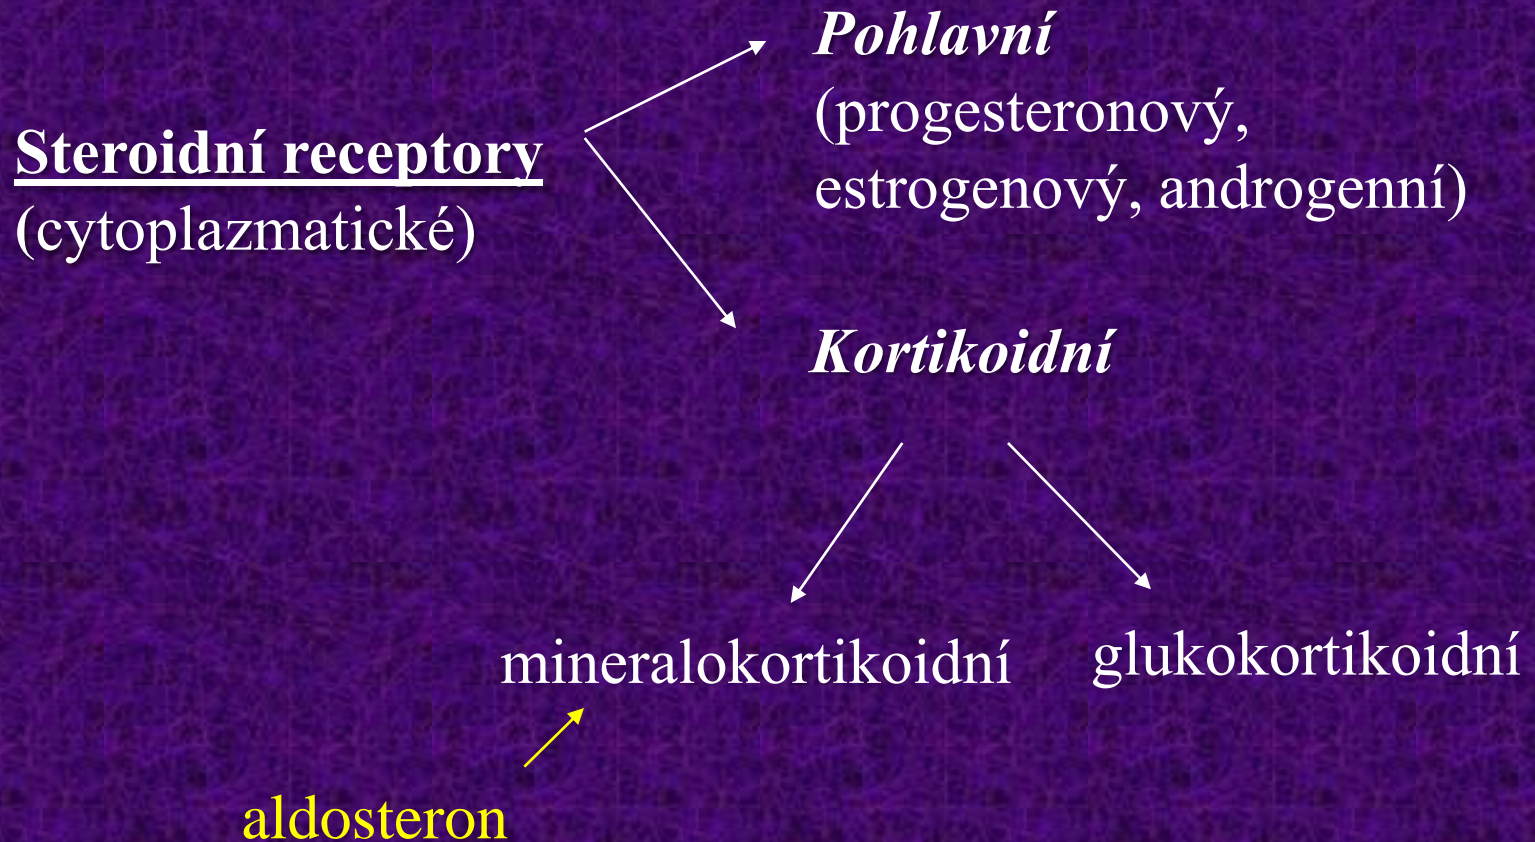 Steroidní receptory
(cytoplazmatické)
Pohlavní
(progesteronový,
estrogenový, androgenní)
Kortikoidní
mineralokortikoidní
glukokortikoidní
aldosteron